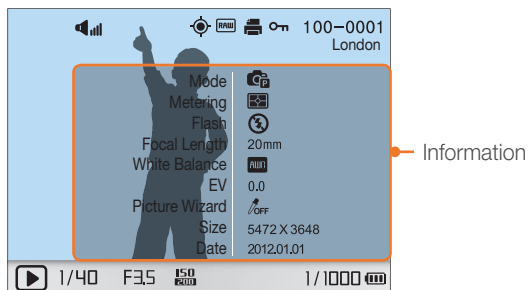 RAW 100-0001
London
Mode P
Metering
Flash
Focal Length 20mm
White Balance AWB
EV 0.0
Picture Wizard OFF
Size 5472 X 3648
Date 2012.01.01
Information
1/40 F3.5 ISO 200 1/1000